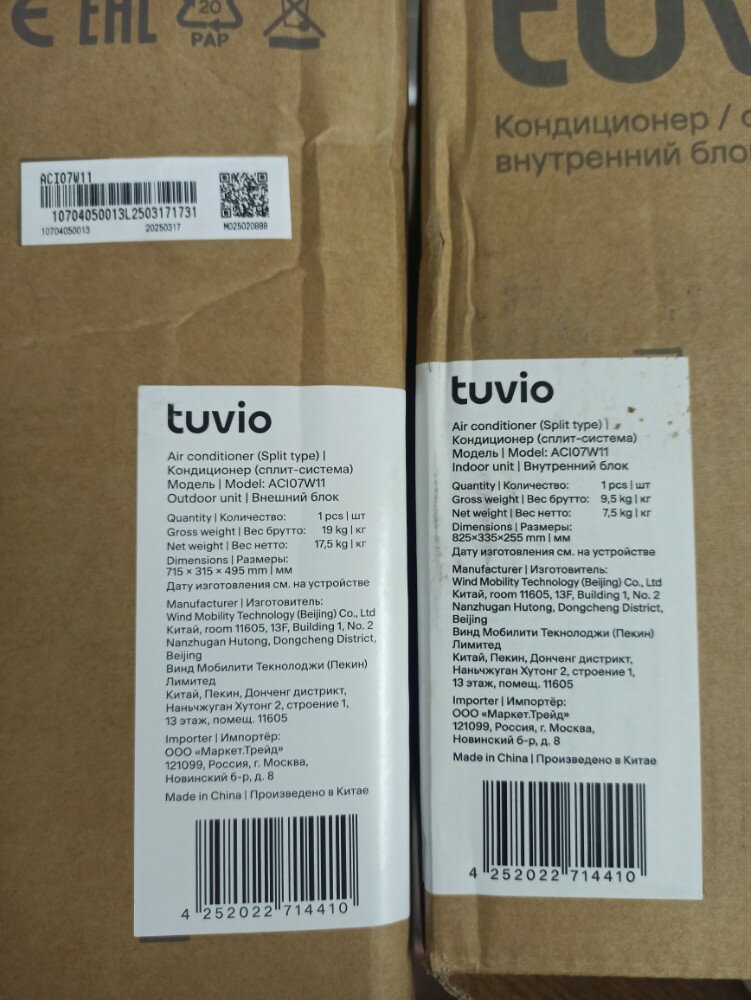 CE EAC
20
PAP
ACI07W11
10704050013L2503171731
10704050013 20250317 MO25020888
tuvio
Air conditioner (Split type) |
Кондиционер (сплит-система)
Модель | Model: ACI07W11
Outdoor unit | Внешний блок
Quantity | Количество: 1 pcs | шт
Gross weight | Вес брутто: 19 kg | кг
Net weight | Вес нетто: 17,5 kg | кг
Dimensions | Размеры:
715 × 315 × 495 mm | мм
Дату изготовления см. на устройстве
Manufacturer | Изготовитель:
Wind Mobility Technology (Beijing) Co., Ltd
Китай, room 11605, 13F, Building 1, No. 2
Nanzhugan Hutong, Dongcheng District,
Beijing
Винд Мобилити Текнолоджи (Пекин)
Лимитед
Китай, Пекин, Донченг дистрикт,
Наньчжуган Хутонг 2, строение 1,
13 этаж, помещ. 11605
Importer | Импортёр:
ООО «Маркет.Трейд»
121099, Россия, г. Москва,
Новинский б-р, д. 8
Made in China | Произведено в Китае
4 252022 714410
Кондиционер /
внутренний
tuvio
Air conditioner (Split type) |
Кондиционер (сплит-система)
Модель | Model: ACI07W11
Indoor unit | Внутренний блок
Quantity | Количество: 1 pcs | шт
Gross weight | Вес брутто: 9,5 kg | кг
Net weight | Вес нетто: 7,5 kg | кг
Dimensions | Размеры:
825×335×255 mm | мм
Дату изготовления см. на устройстве
Manufacturer | Изготовитель:
Wind Mobility Technology (Beijing) Co., Ltd
Китай, room 11605, 13F, Building 1, No. 2
Nanzhugan Hutong, Dongcheng District,
Beijing
Винд Мобилити Текнолоджи (Пекин)
Лимитед
Китай, Пекин, Донченг дистрикт,
Наньчжуган Хутонг 2, строение 1,
13 этаж, помещ. 11605
Importer | Импортёр:
ООО «Маркет.Трейд»
121099, Россия, г. Москва,
Новинский б-р, д. 8
Made in China | Произведено в Китае
4 252022 714410